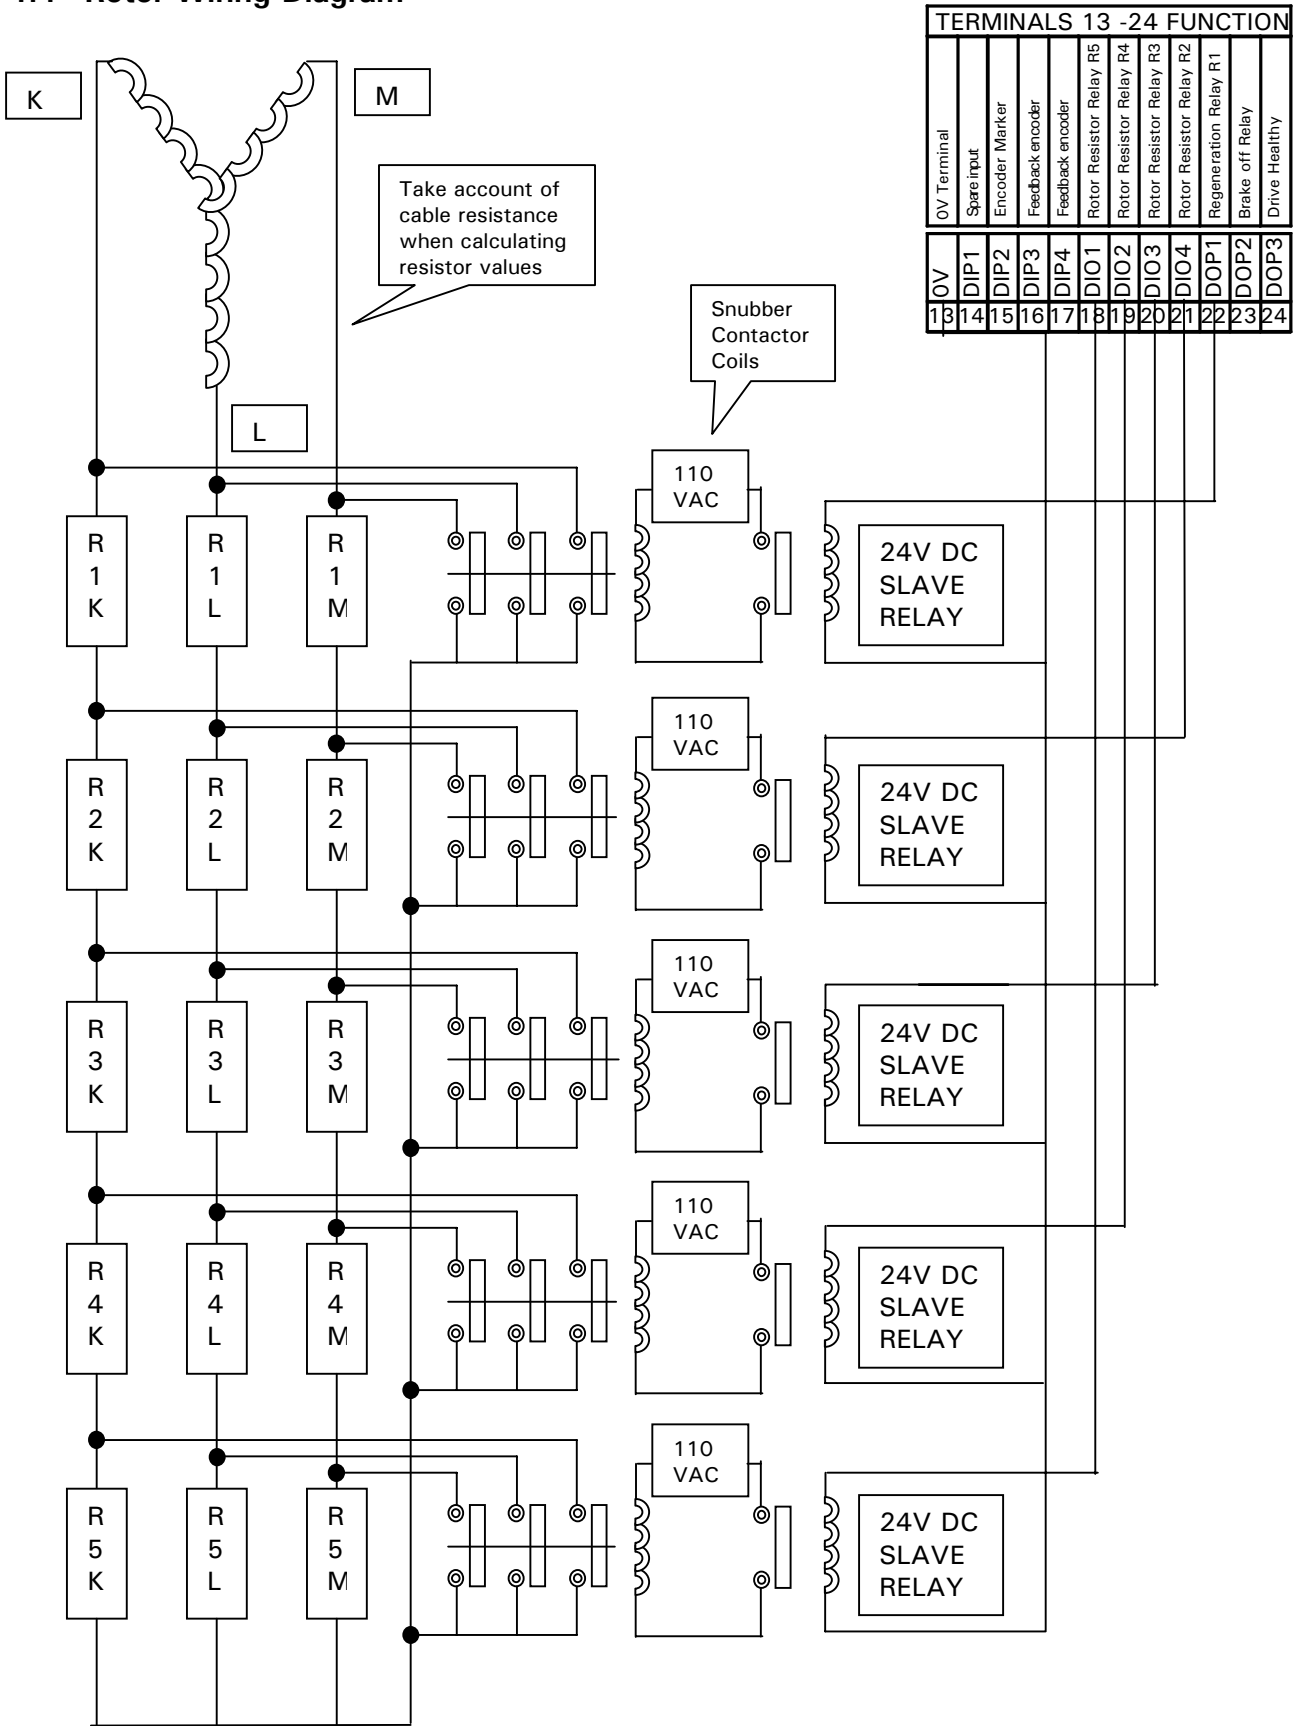 Rotor Wiring Diagram
TERMINALS 13 -24 FUNCTION
0V Terminal
Spare input
Encoder Marker
Feedback encoder
Feedback encoder
Rotor Resistor Relay R5
Rotor Resistor Relay R4
Rotor Resistor Relay R3
Rotor Resistor Relay R2
Regeneration Relay R1
Brake off Relay
Drive Healthy
0V
DIP1
DIP2
DIP3
DIP4
DIO1
DIO2
DIO3
DIO4
DOP1
DOP2
DOP3
13 14 15 16 17 18 19 20 21 22 23 24
K
M
L
Take account of
cable resistance
when calculating
resistor values
Snubber
Contactor
Coils
R
1
K
R
1
L
R
1
M
110
VAC
24V DC
SLAVE
RELAY
R
2
K
R
2
L
R
2
M
110
VAC
24V DC
SLAVE
RELAY
R
3
K
R
3
L
R
3
M
110
VAC
24V DC
SLAVE
RELAY
R
4
K
R
4
L
R
4
M
110
VAC
24V DC
SLAVE
RELAY
R
5
K
R
5
L
R
5
M
110
VAC
24V DC
SLAVE
RELAY